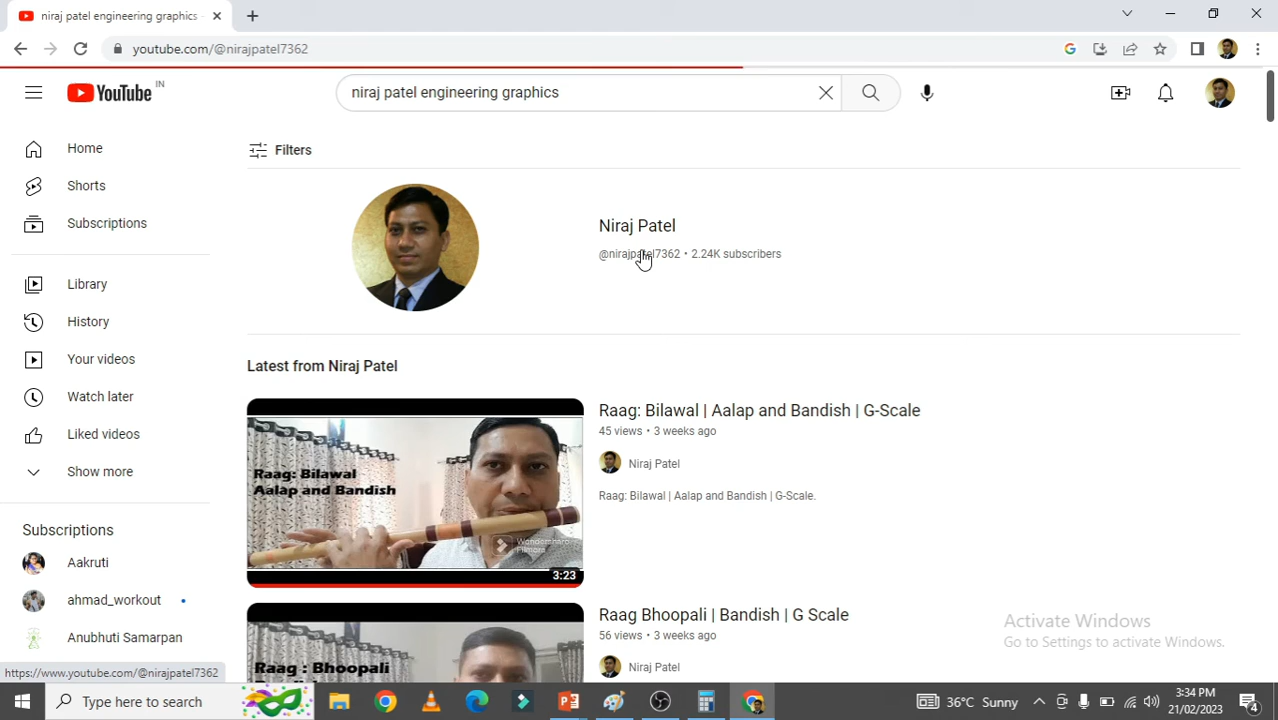 niraj patel engineering graphics -
youtube.com/@nirajpatel7362
YouTube IN
niraj patel engineering graphics
Home
Shorts
Subscriptions
Library
History
Your videos
Watch later
Liked videos
Show more
Subscriptions
Aakruti
ahmad_workout
Anubhuti Samarpan
Filters
Niraj Patel
@nirajpatel7362 • 2.24K subscribers
Latest from Niraj Patel
Raag: Bilawal
Aalap and Bandish
Wondershare
Filmora
3:23
Raag: Bilawal | Aalap and Bandish | G-Scale
45 views • 3 weeks ago
Niraj Patel
Raag: Bilawal | Aalap and Bandish | G-Scale.
Raag : Bhoopali
Raag Bhoopali | Bandish | G Scale
56 views • 3 weeks ago
Niraj Patel
Activate Windows
Go to Settings to activate Windows.
https://www.youtube.com/@nirajpatel7362
Type here to search
36°C Sunny
3:34 PM
21/02/2023
4